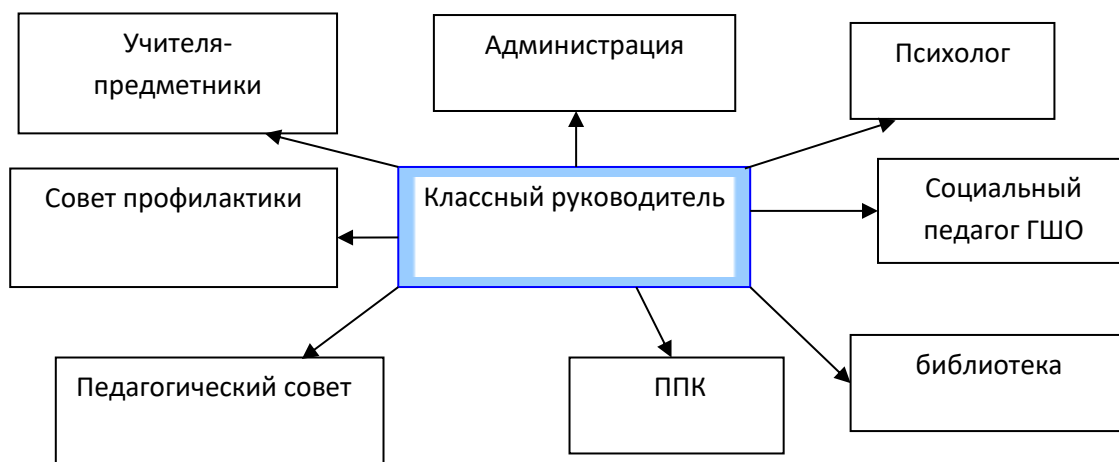 Учителя-
предметники
Администрация
Психолог
Совет профилактики
Классный руководитель
Социальный
педагог ГШО
Педагогический совет
ППК
библиотека